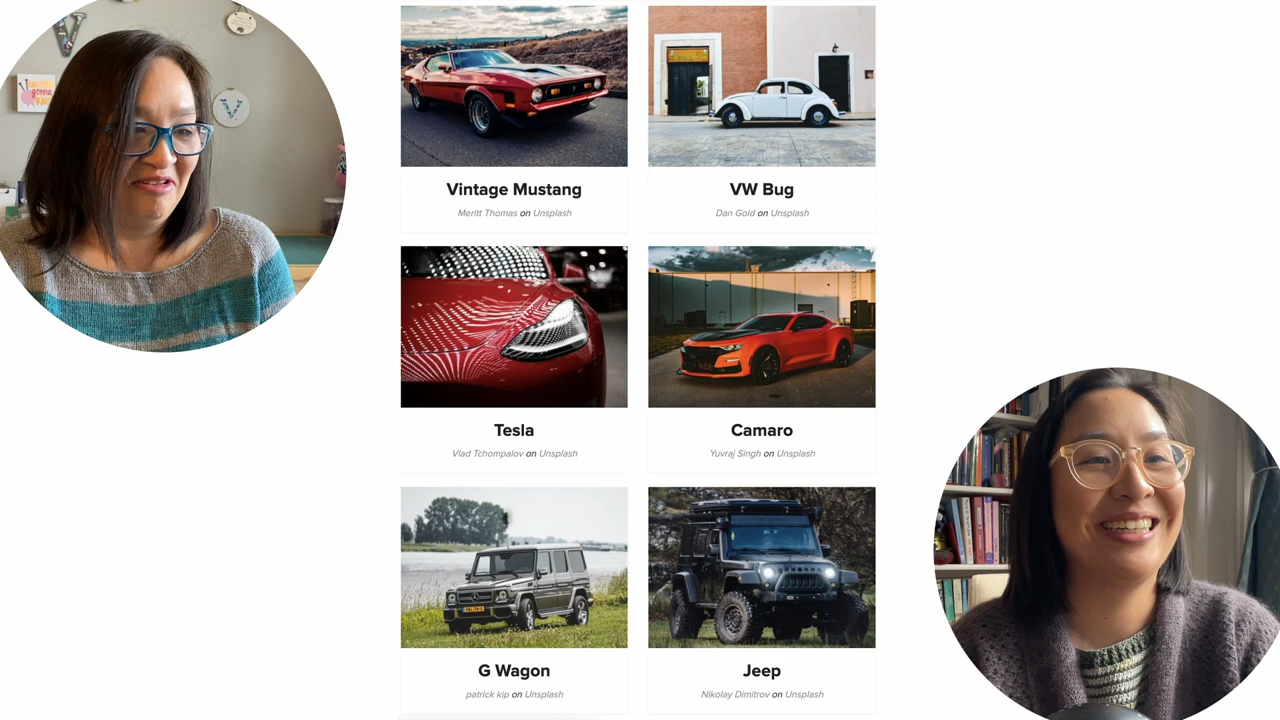 Vintage Mustang
Meritt Thomas on Unsplash
VW Bug
Dan Gold on Unsplash
Tesla
Vlad Tchompalov on Unsplash
Camaro
Yuvraj Singh on Unsplash
G Wagon
patrick kip on Unsplash
Jeep
Nikolay Dimitrov on Unsplash
V
V
gonna